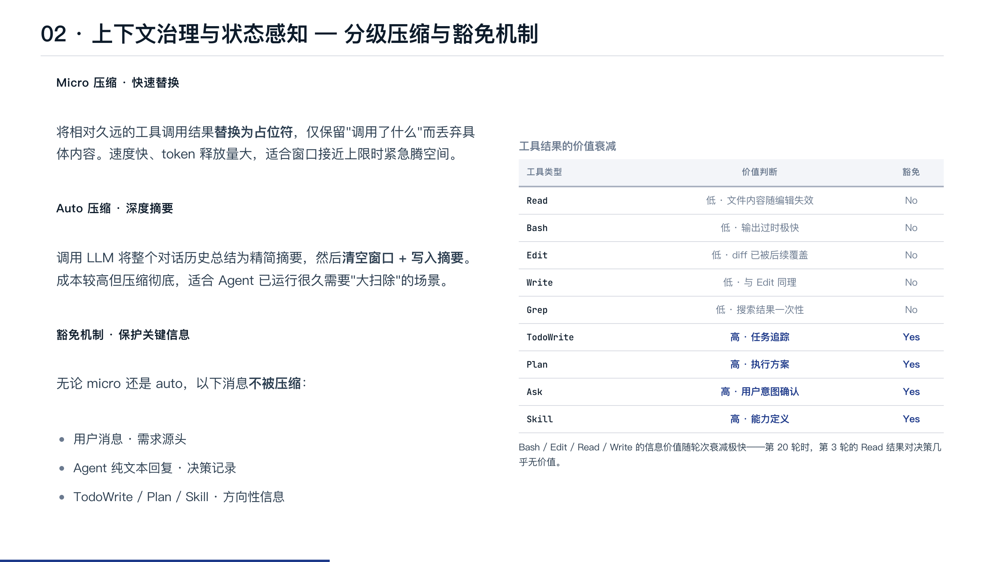 02 · 上下文治理与状态感知 — 分级压缩与豁免机制
Micro 压缩 · 快速替换
将相对久远的工具调用结果替换为占位符，仅保留"调用了什么"而丢弃具
体内容。速度快、token 释放量大，适合窗口接近上限时紧急腾空间。
Auto 压缩 · 深度摘要
调用 LLM 将整个对话历史总结为精简摘要，然后清空窗口 + 写入摘要。
成本较高但压缩彻底，适合 Agent 已运行很久需要"大扫除"的场景。
豁免机制 · 保护关键信息
无论 micro 还是 auto，以下消息不被压缩：
用户消息 · 需求源头
Agent 纯文本回复 · 决策记录
TodoWrite / Plan / Skill · 方向性信息
工具结果的价值衰减
工具类型 价值判断 豁免
Read 低 · 文件内容随编辑失效 No
Bash 低 · 输出过时极快 No
Edit 低 · diff 已被后续覆盖 No
Write 低 · 与 Edit 同理 No
Grep 低 · 搜索结果一次性 No
TodoWrite 高 · 任务追踪 Yes
Plan 高 · 执行方案 Yes
Ask 高 · 用户意图确认 Yes
Skill 高 · 能力定义 Yes
Bash / Edit / Read / Write 的信息价值随轮次衰减极快——第 20 轮时，第 3 轮的 Read 结果对决策几
乎无价值。